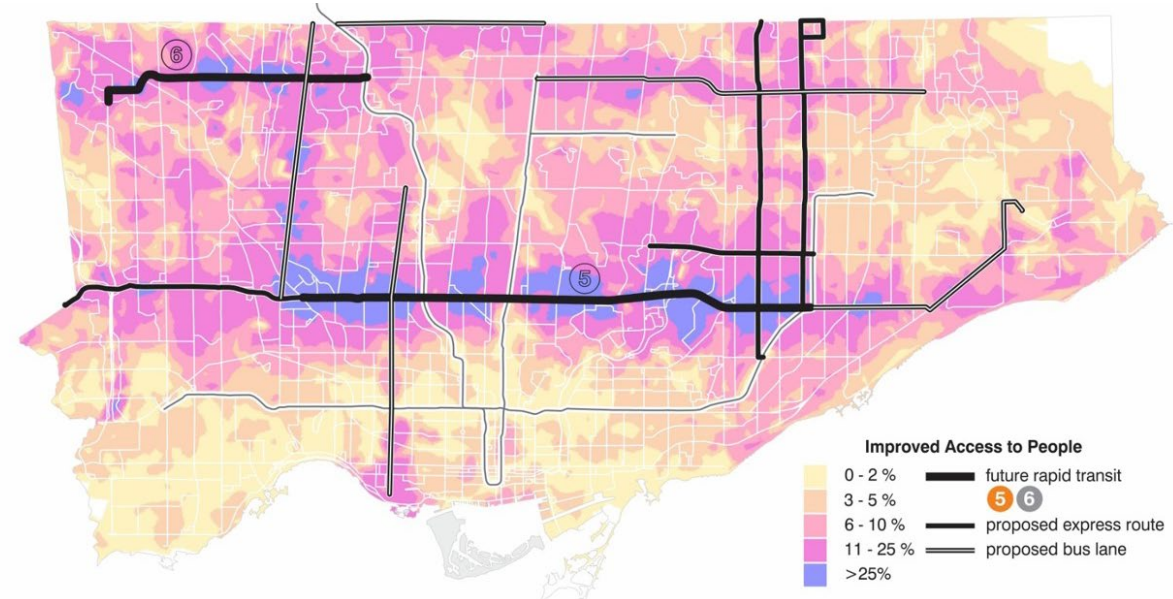 6
5
Improved Access to People
0 - 2 %
future rapid transit
3 - 5 %
5 6
6 - 10 %
proposed express route
11 - 25 %
proposed bus lane
>25%